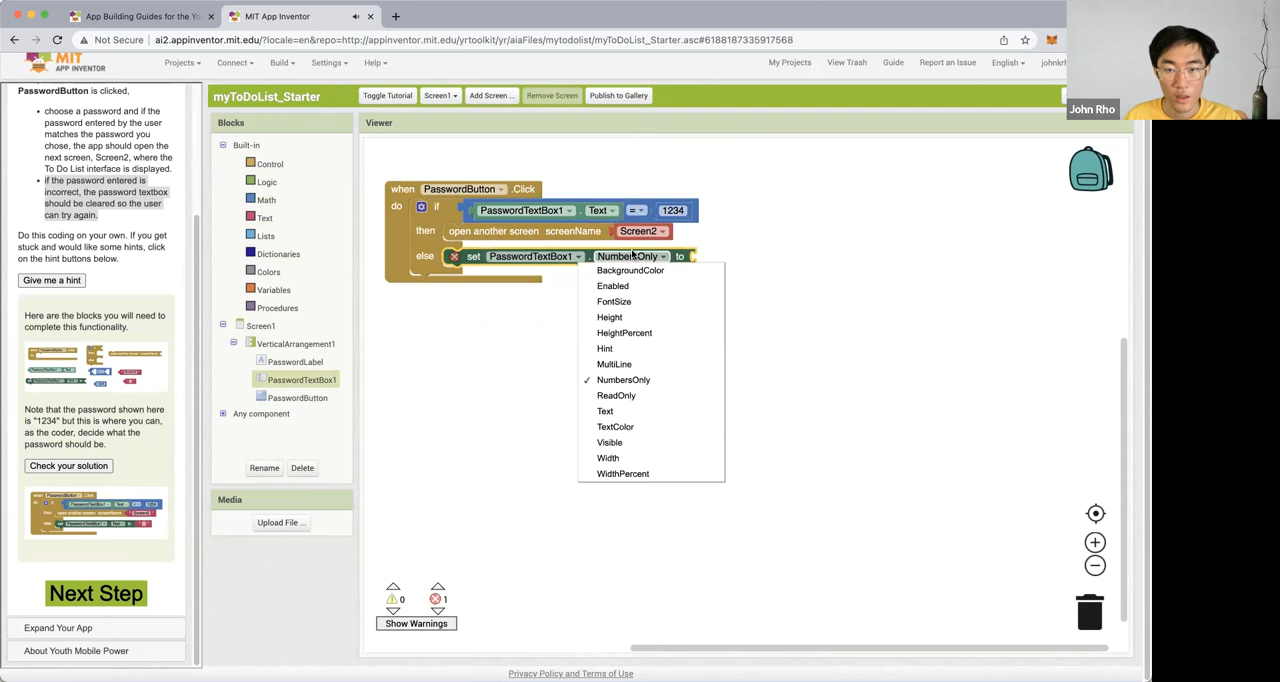 App Building Guides for the Yo
MIT App Inventor
Not Secure | ai2.appinventor.mit.edu/?locale=en&repo=http://appinventor.mit.edu/yrtoolkit/yr/aiaFiles/mytodolist/myToDoList_Starter.asc#6188187335917568
MIT
APP INVENTOR
Projects
Connect
Build
Settings
Help
My Projects
View Trash
Guide
Report an Issue
English
johnkrh
John Rho
myToDoList_Starter
Toggle Tutorial
Screen1
Add Screen ...
Remove Screen
Publish to Gallery
PasswordButton is clicked,
choose a password and if the
password entered by the user
matches the password you
chose, the app should open the
next screen, Screen2, where the
To Do List interface is displayed.
if the password entered is
incorrect, the password textbox
should be cleared so the user
can try again.
Do this coding on your own. If you get
stuck and would like some hints, click
on the hint buttons below.
Give me a hint
Here are the blocks you will need to
complete this functionality.
Note that the password shown here
is "1234" but this is where you can,
as the coder, decide what the
password should be.
Check your solution
Next Step
Expand Your App
About Youth Mobile Power
Blocks
Built-in
Control
Logic
Math
Text
Lists
Dictionaries
Colors
Variables
Procedures
Screen1
VerticalArrangement1
PasswordLabel
PasswordTextBox1
PasswordButton
Any component
Rename
Delete
Media
Upload File ...
Viewer
when PasswordButton .Click
do if PasswordTextBox1 . Text = 1234
then open another screen screenName Screen2
else set PasswordTextBox1 . NumbersOnly to
BackgroundColor
Enabled
FontSize
Height
HeightPercent
Hint
MultiLine
✓ NumbersOnly
ReadOnly
Text
TextColor
Visible
Width
WidthPercent
0
1
Show Warnings
Privacy Policy and Terms of Use